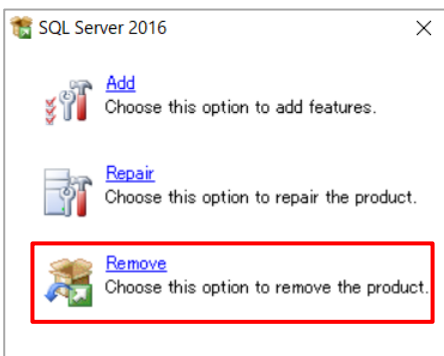 SQL Server 2016
Add
Choose this option to add features.
Repair
Choose this option to repair the product.
Remove
Choose this option to remove the product.